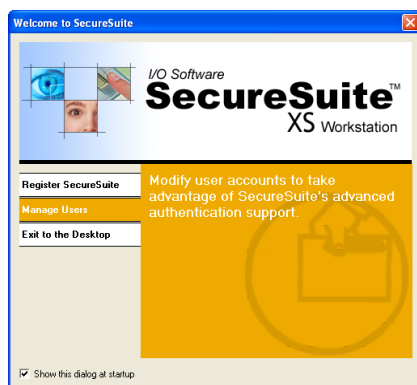 Welcome to SecureSuite
I/O Software
SecureSuite™
XS Workstation
Register SecureSuite
Manage Users
Exit to the Desktop
Modify user accounts to take
advantage of SecureSuite's advanced
authentication support.
Show this dialog at startup